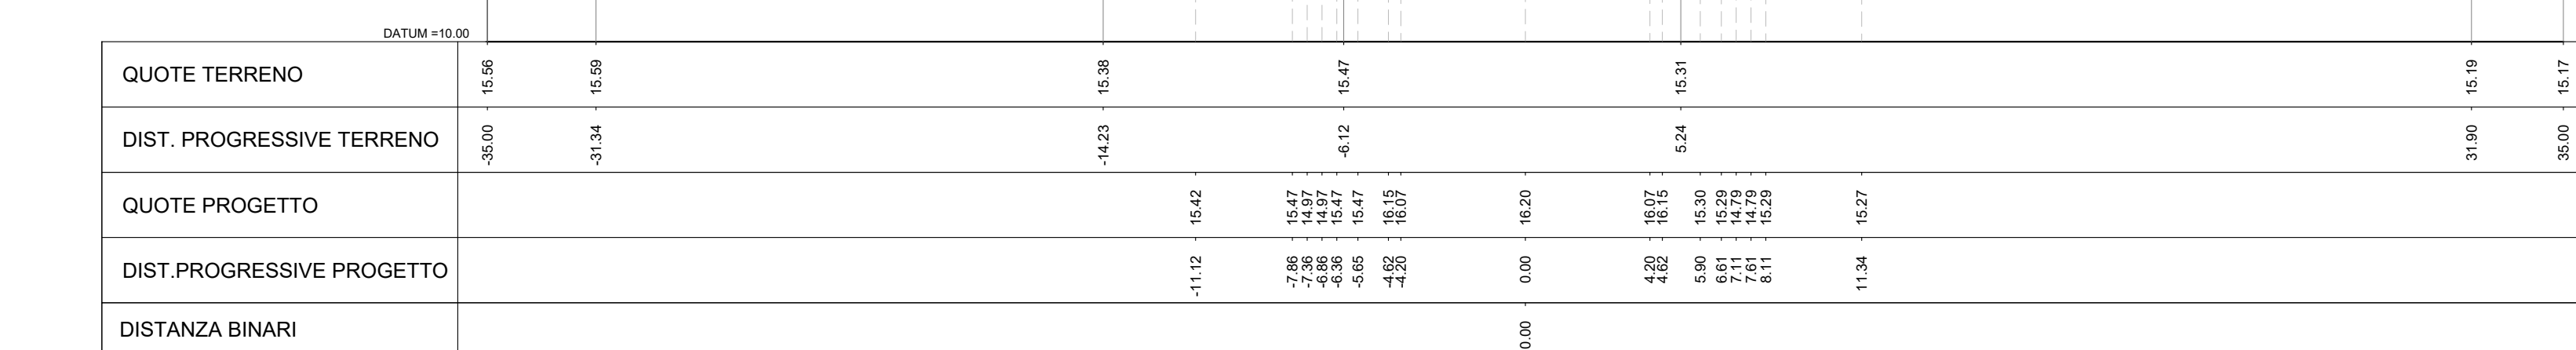 DATUM =10.00
QUOTE TERRENO 15.56 15.59 15.38 15.47 15.31 15.19 15.17
DIST. PROGRESSIVE TERRENO -35.00 -31.34 -14.23 -6.12 5.24 31.90 35.00
QUOTE PROGETTO 15.42 15.47 14.97 14.97 15.47 15.47 16.15 16.07 16.20 16.07 16.15 15.30 15.29 14.79 14.79 15.29 15.27
DIST.PROGRESSIVE PROGETTO -11.12 -7.86 -7.36 -6.86 -6.36 -5.65 -4.62 -4.20 0.00 4.20 4.62 5.90 6.61 7.11 7.61 8.11 11.34
DISTANZA BINARI 0.00